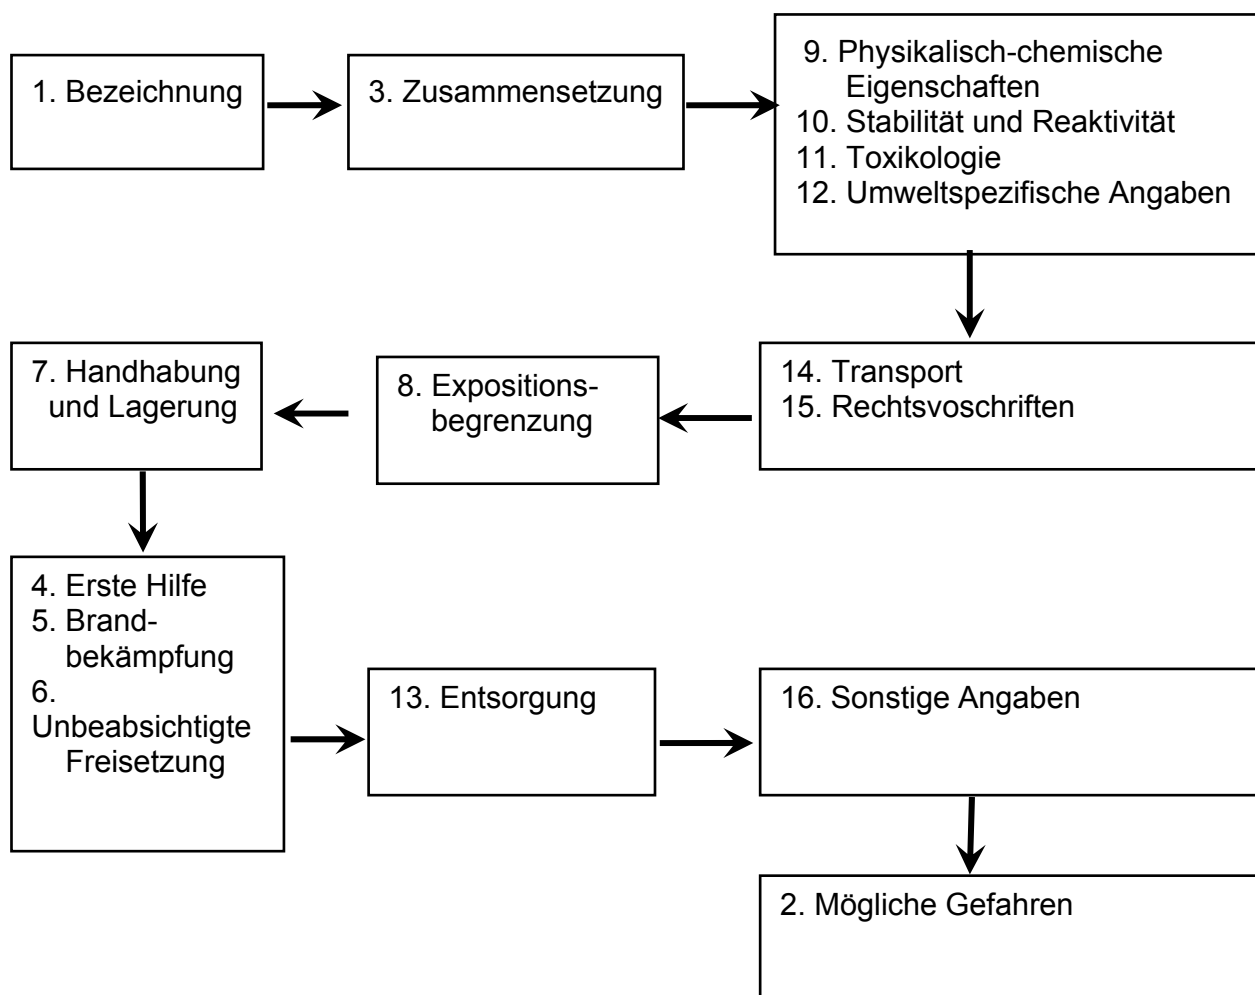 1. Bezeichnung
3. Zusammensetzung
9. Physikalisch-chemische
Eigenschaften
10. Stabilität und Reaktivität
11. Toxikologie
12. Umweltspezifische Angaben
14. Transport
15. Rechtsvoschriften
8. Expositions-
begrenzung
7. Handhabung
und Lagerung
4. Erste Hilfe
5. Brand-
bekämpfung
6.
Unbeabsichtigte
Freisetzung
13. Entsorgung
16. Sonstige Angaben
2. Mögliche Gefahren